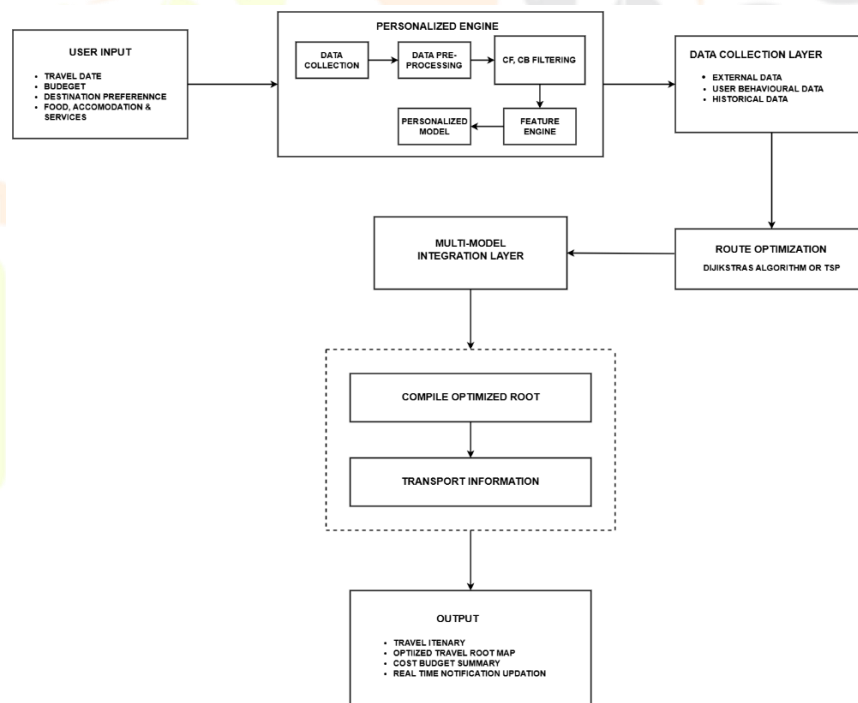 USER INPUT
TRAVEL DATE
BUDEGET
DESTINATION PREFERENNCE
FOOD, ACCOMODATION &
SERVICES
PERSONALIZED ENGINE
DATA
COLLECTION
DATA PRE-
PROCESSING
CF, CB FILTERING
PERSONALIZED
MODEL
FEATURE
ENGINE
DATA COLLECTION LAYER
EXTERNAL DATA
USER BEHAVIOURAL DATA
HISTORICAL DATA
ROUTE OPTIMIZATION
DIJIKSTRAS ALGORITHM OR TSP
MULTI-MODEL
INTEGRATION LAYER
COMPILE OPTIMIZED ROOT
TRANSPORT INFORMATION
OUTPUT
TRAVEL ITENARY
OPTIIZED TRAVEL ROOT MAP
COST BUDGET SUMMARY
REAL TIME NOTIFICATION UPDATION